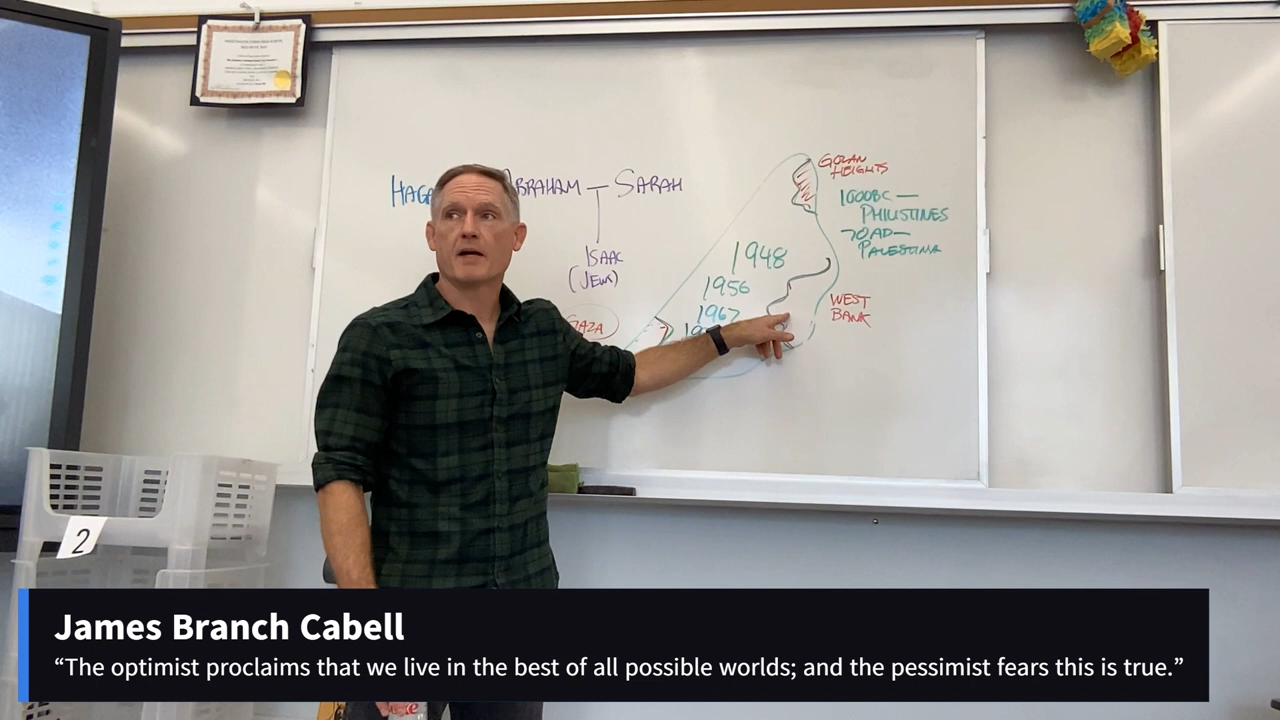 HAGA
ABRAHAM — SARAH
ISAAC
(JEWS)
GAZA
1948
1956
1967
GOLAN
HEIGHTS
1000BC —
PHILISTINES
70AD—
PALESTINA
WEST
BANK
2
James Branch Cabell
“The optimist proclaims that we live in the best of all possible worlds; and the pessimist fears this is true.”